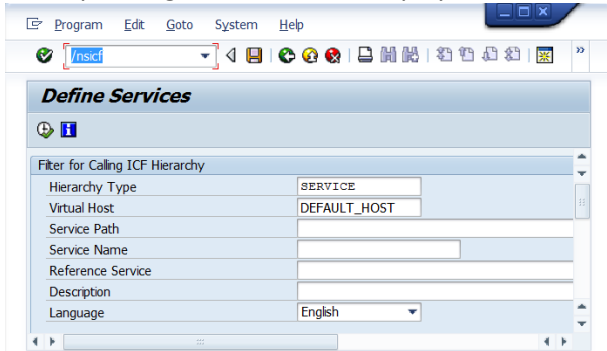 Program Edit Goto System Help
/nsicf
Define Services
Filter for Calling ICF Hierarchy
Hierarchy Type SERVICE
Virtual Host DEFAULT_HOST
Service Path
Service Name
Reference Service
Description
Language English